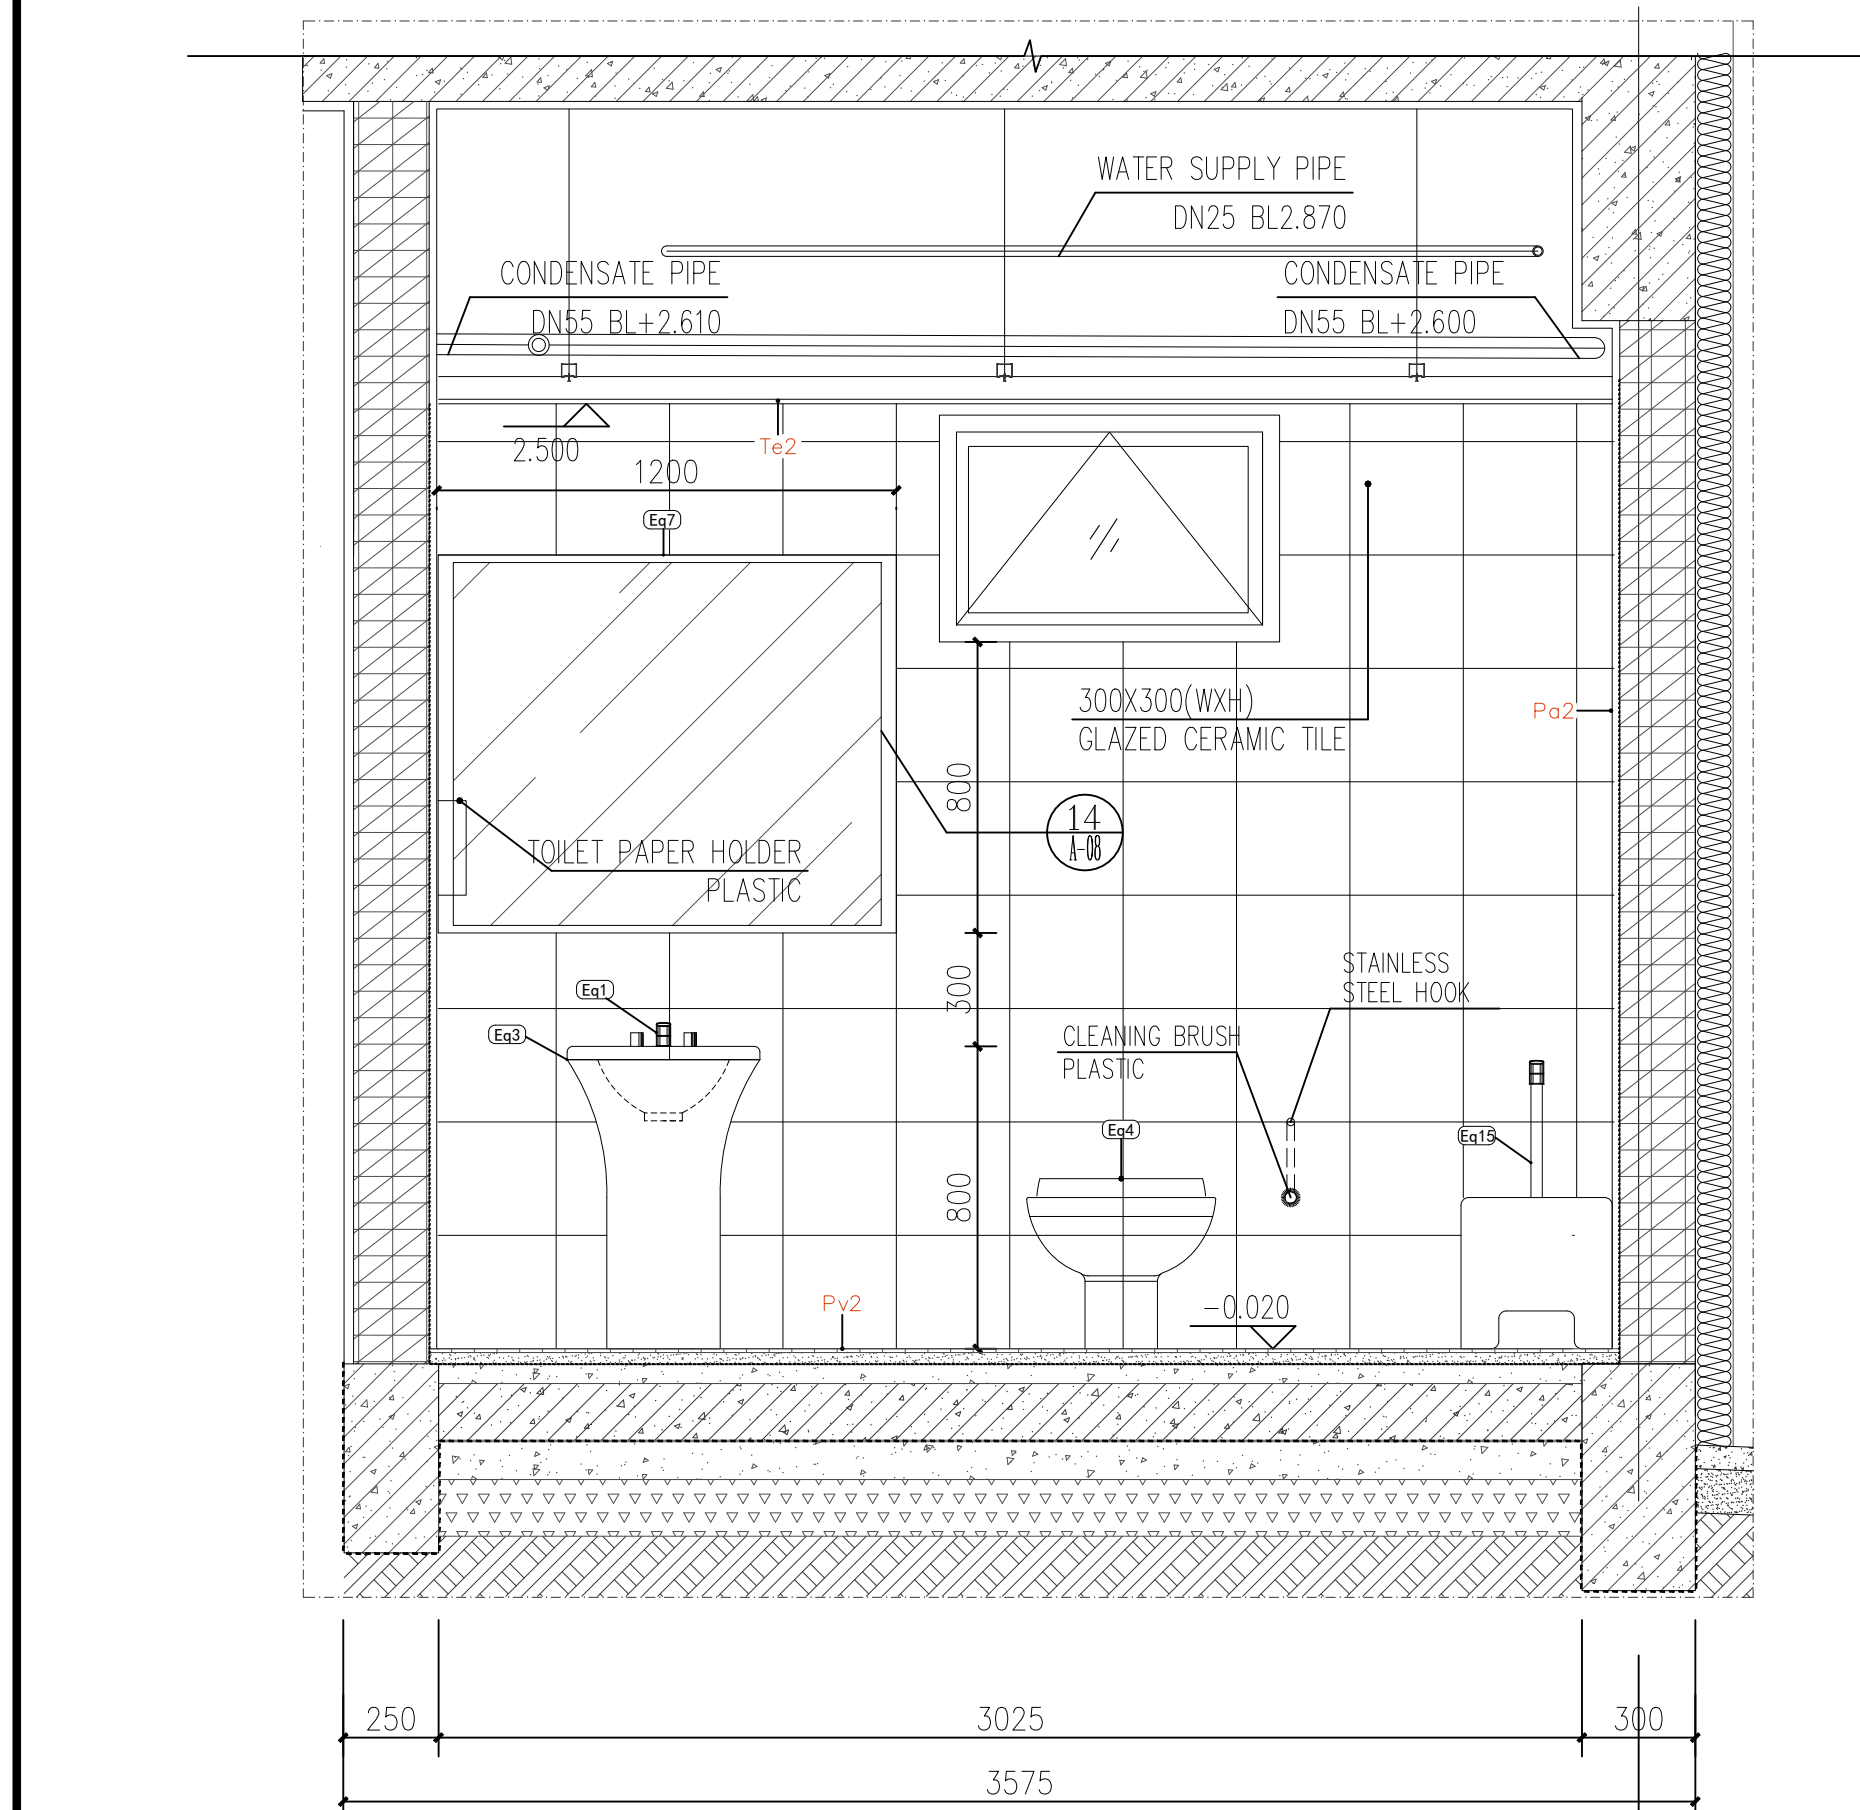 WATER SUPPLY PIPE
DN25 BL2.870
CONDENSATE PIPE
DN55 BL+2.610
CONDENSATE PIPE
DN55 BL+2.600
2.500
Te2
1200
Eq7
300X300(WXH)
GLAZED CERAMIC TILE
Pa2
800
14
A-08
TOILET PAPER HOLDER
PLASTIC
STAINLESS
STEEL HOOK
300
Eq1
Eq3
CLEANING BRUSH
PLASTIC
Eq4
Eq15
800
Pv2
-0.020
250
3025
300
3575